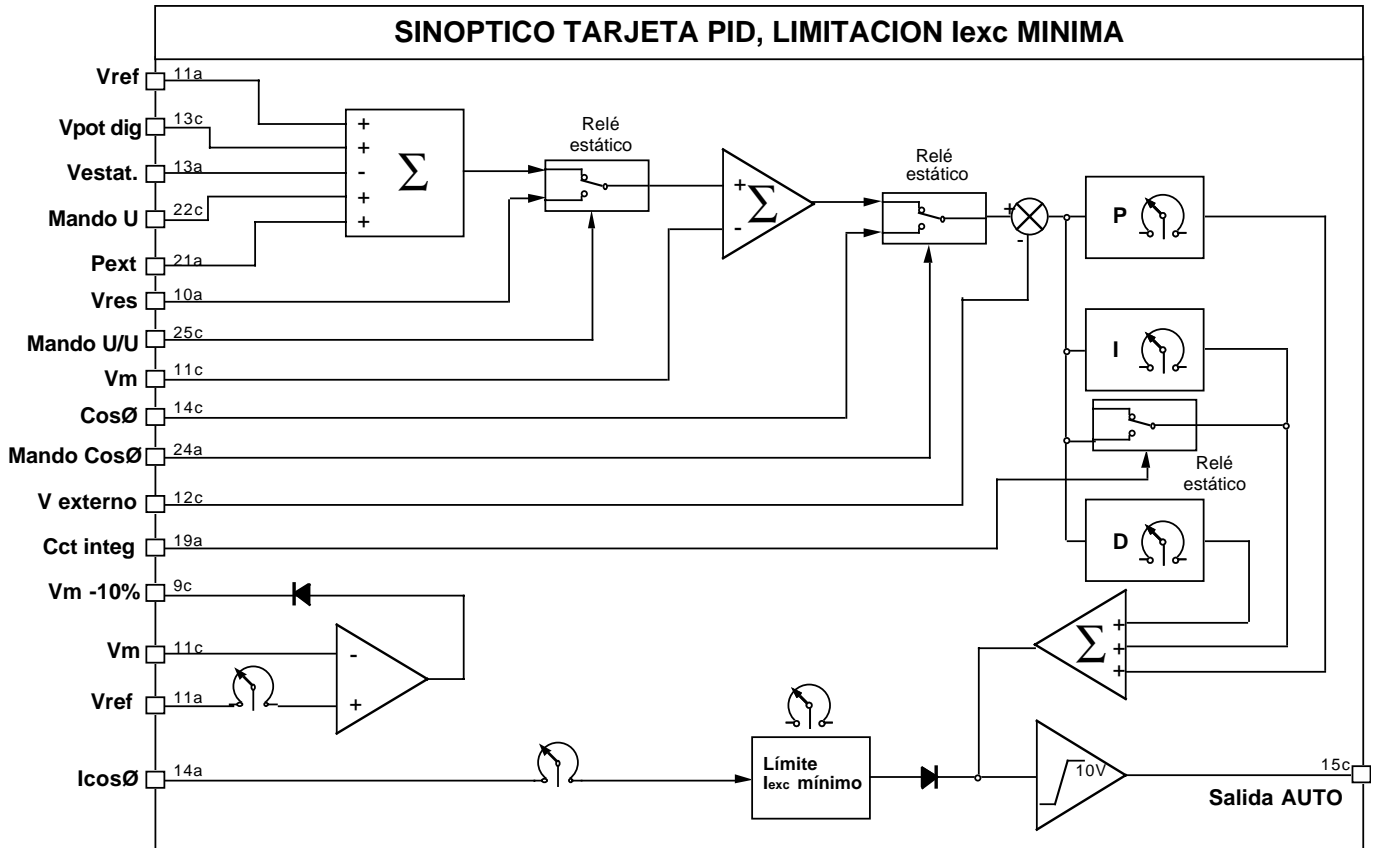 SINOPTICO TARJETA PID, LIMITACION Iexc MINIMA
Vref 11a
Vpot dig 13c
Vestat. 13a
Mando U 22c
Pext 21a
Vres 10a
Mando U/U 25c
Vm 11c
CosØ 14c
Mando CosØ 24a
V externo 12c
Cct integ 19a
Vm -10% 9c
Vm 11c
Vref 11a
IcosØ 14a
+
+
-
+
+
Σ
Relé
estático
+
-
Σ
Relé
estático
+
-
P
I
Relé
estático
D
Σ
+
+
+
-
+
Límite
Iexc mínimo
10V
15c
Salida AUTO